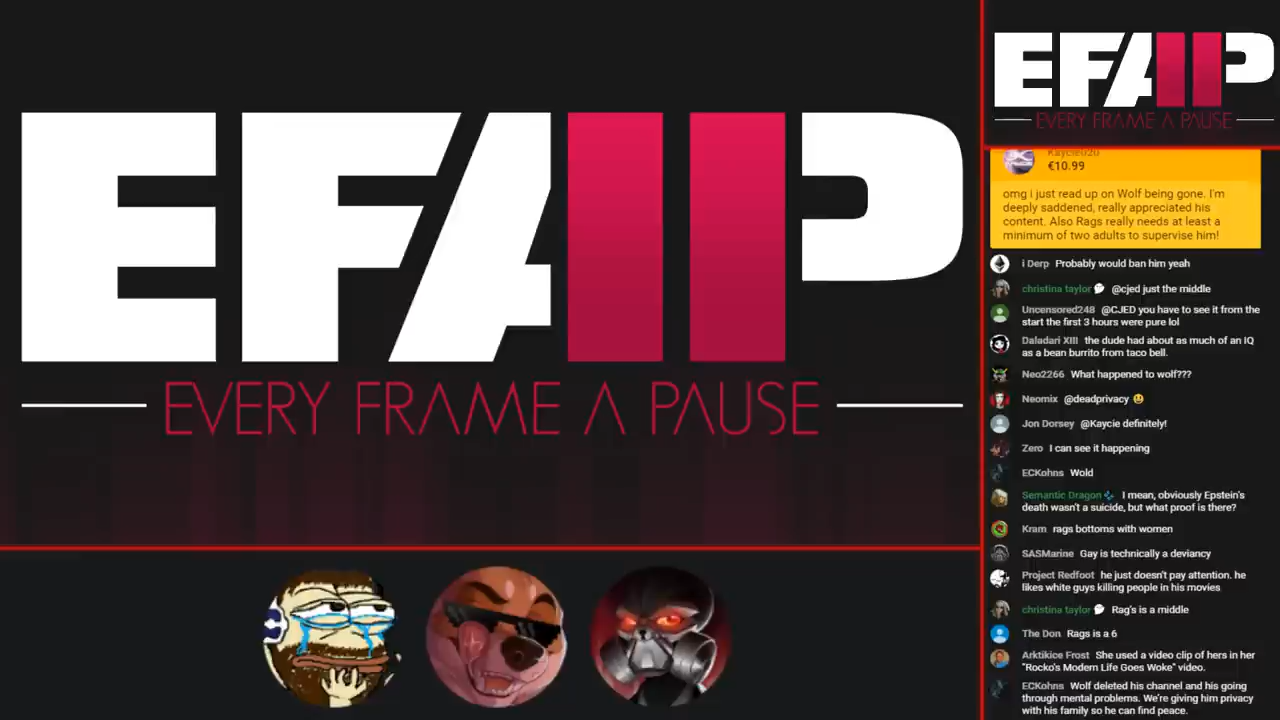 EFAP
EVERY FRAME A PAUSE
EFAP
EVERY FRAME A PAUSE
Kaycie020
€10.99
omg i just read up on Wolf being gone. I'm
deeply saddened, really appreciated his
content. Also Rags really needs at least a
minimum of two adults to supervise him!
i Derp Probably would ban him yeah
christina taylor @cjed just the middle
Uncensored248 @CJED you have to see it from the
start the first 3 hours were pure lol
Daladari XIII the dude had about as much of an IQ
as a bean burrito from taco bell.
Neo2266 What happened to wolf???
Neomix @deadprivacy 😃
Jon Dorsey @Kaycie definitely!
Zero I can see it happening
ECKohns Wold
Semantic Dragon I mean, obviously Epstein's
death wasn't a suicide, but what proof is there?
Kram rags bottoms with women
SASMarine Gay is technically a deviancy
Project Redfoot he just doesn't pay attention. he
likes white guys killing people in his movies
christina taylor Rag's is a middle
The Don Rags is a 6
Arktikice Frost She used a video clip of hers in her
"Rocko's Modern Life Goes Woke" video.
ECKohns Wolf deleted his channel and his going
through mental problems. We're giving him privacy
with his family so he can find peace.